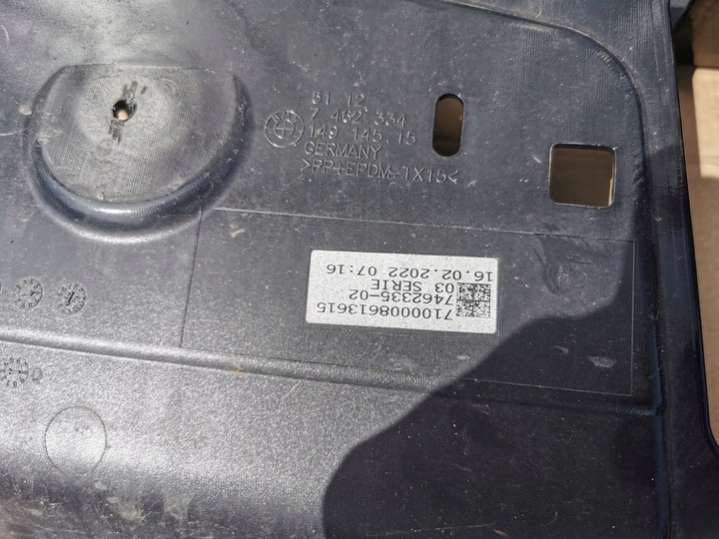 51 12
7 462 334
149 145 15
GERMANY
>PP+EPDM-TX15<
7100008613615
7462335-02
03 SERIE
16.02.2022 07:16